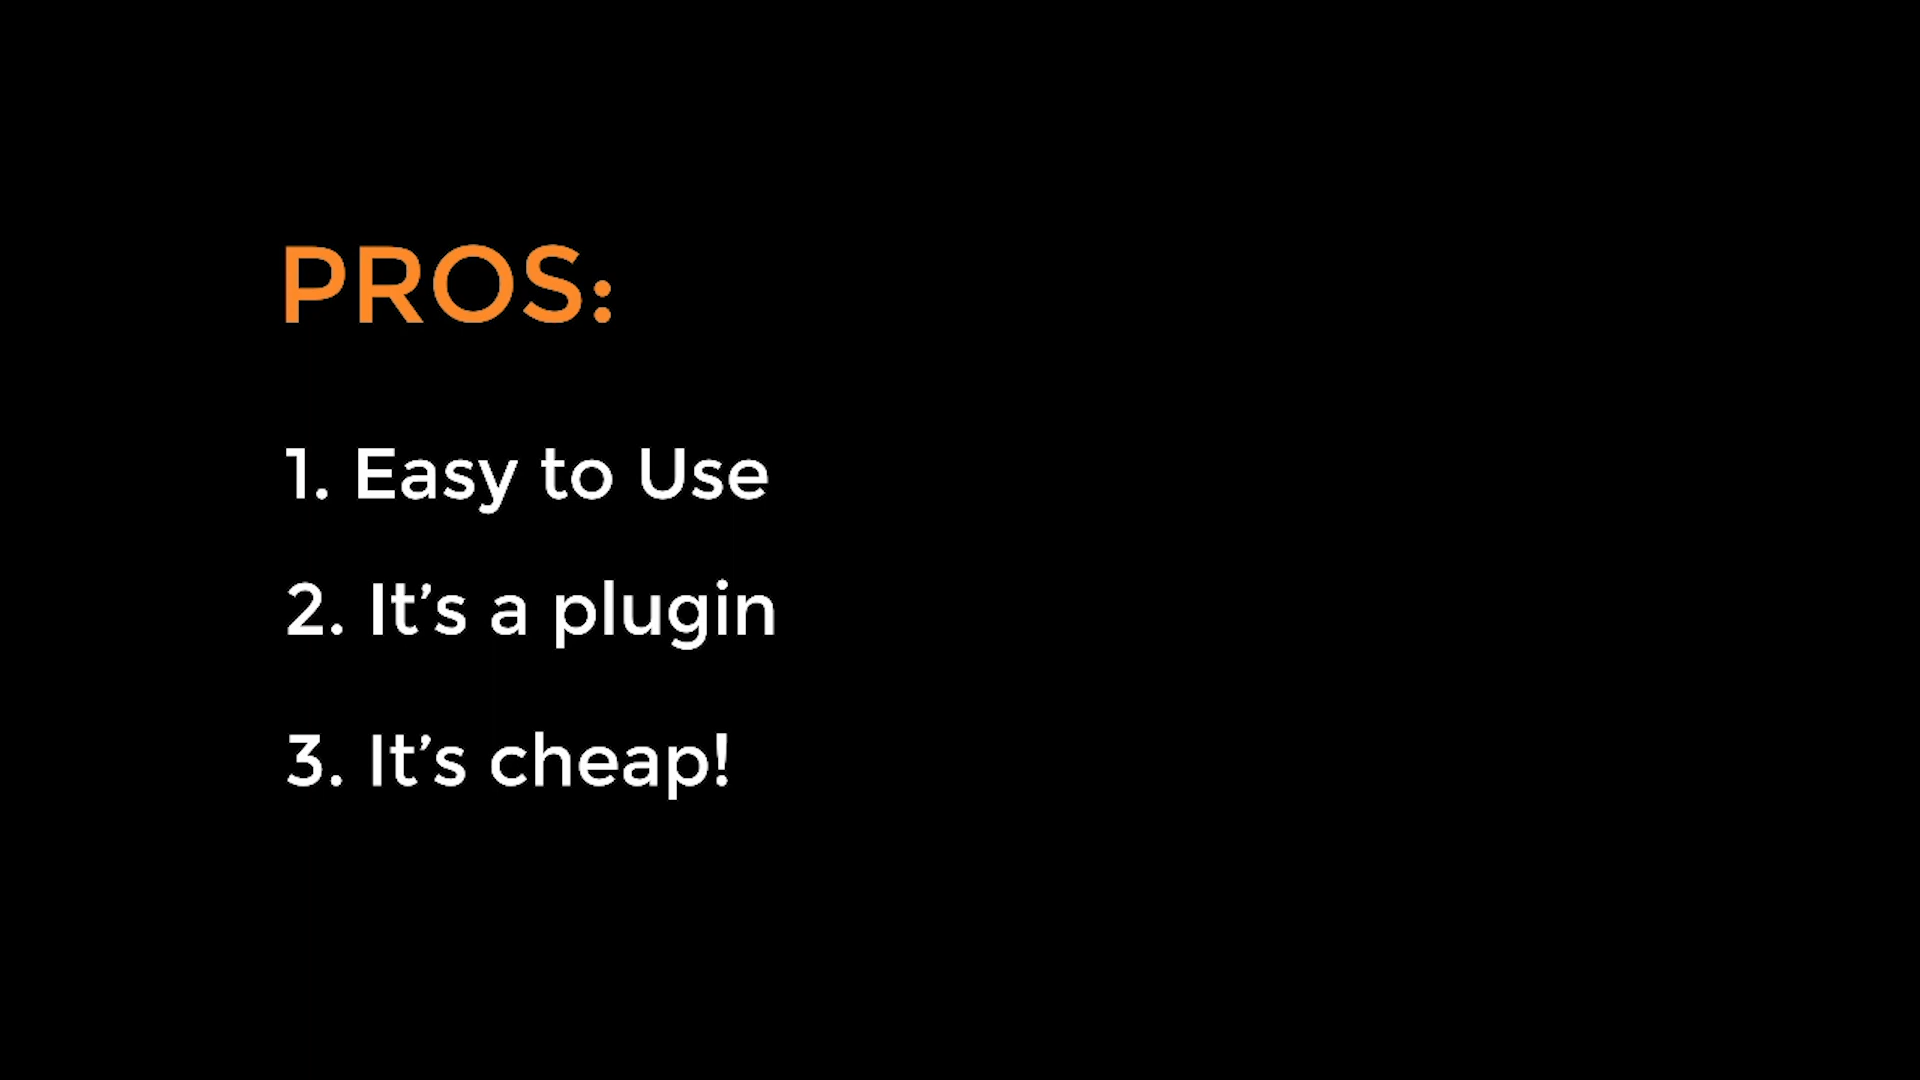 PROS:
1. Easy to Use
2. It’s a plugin
3. It’s cheap!